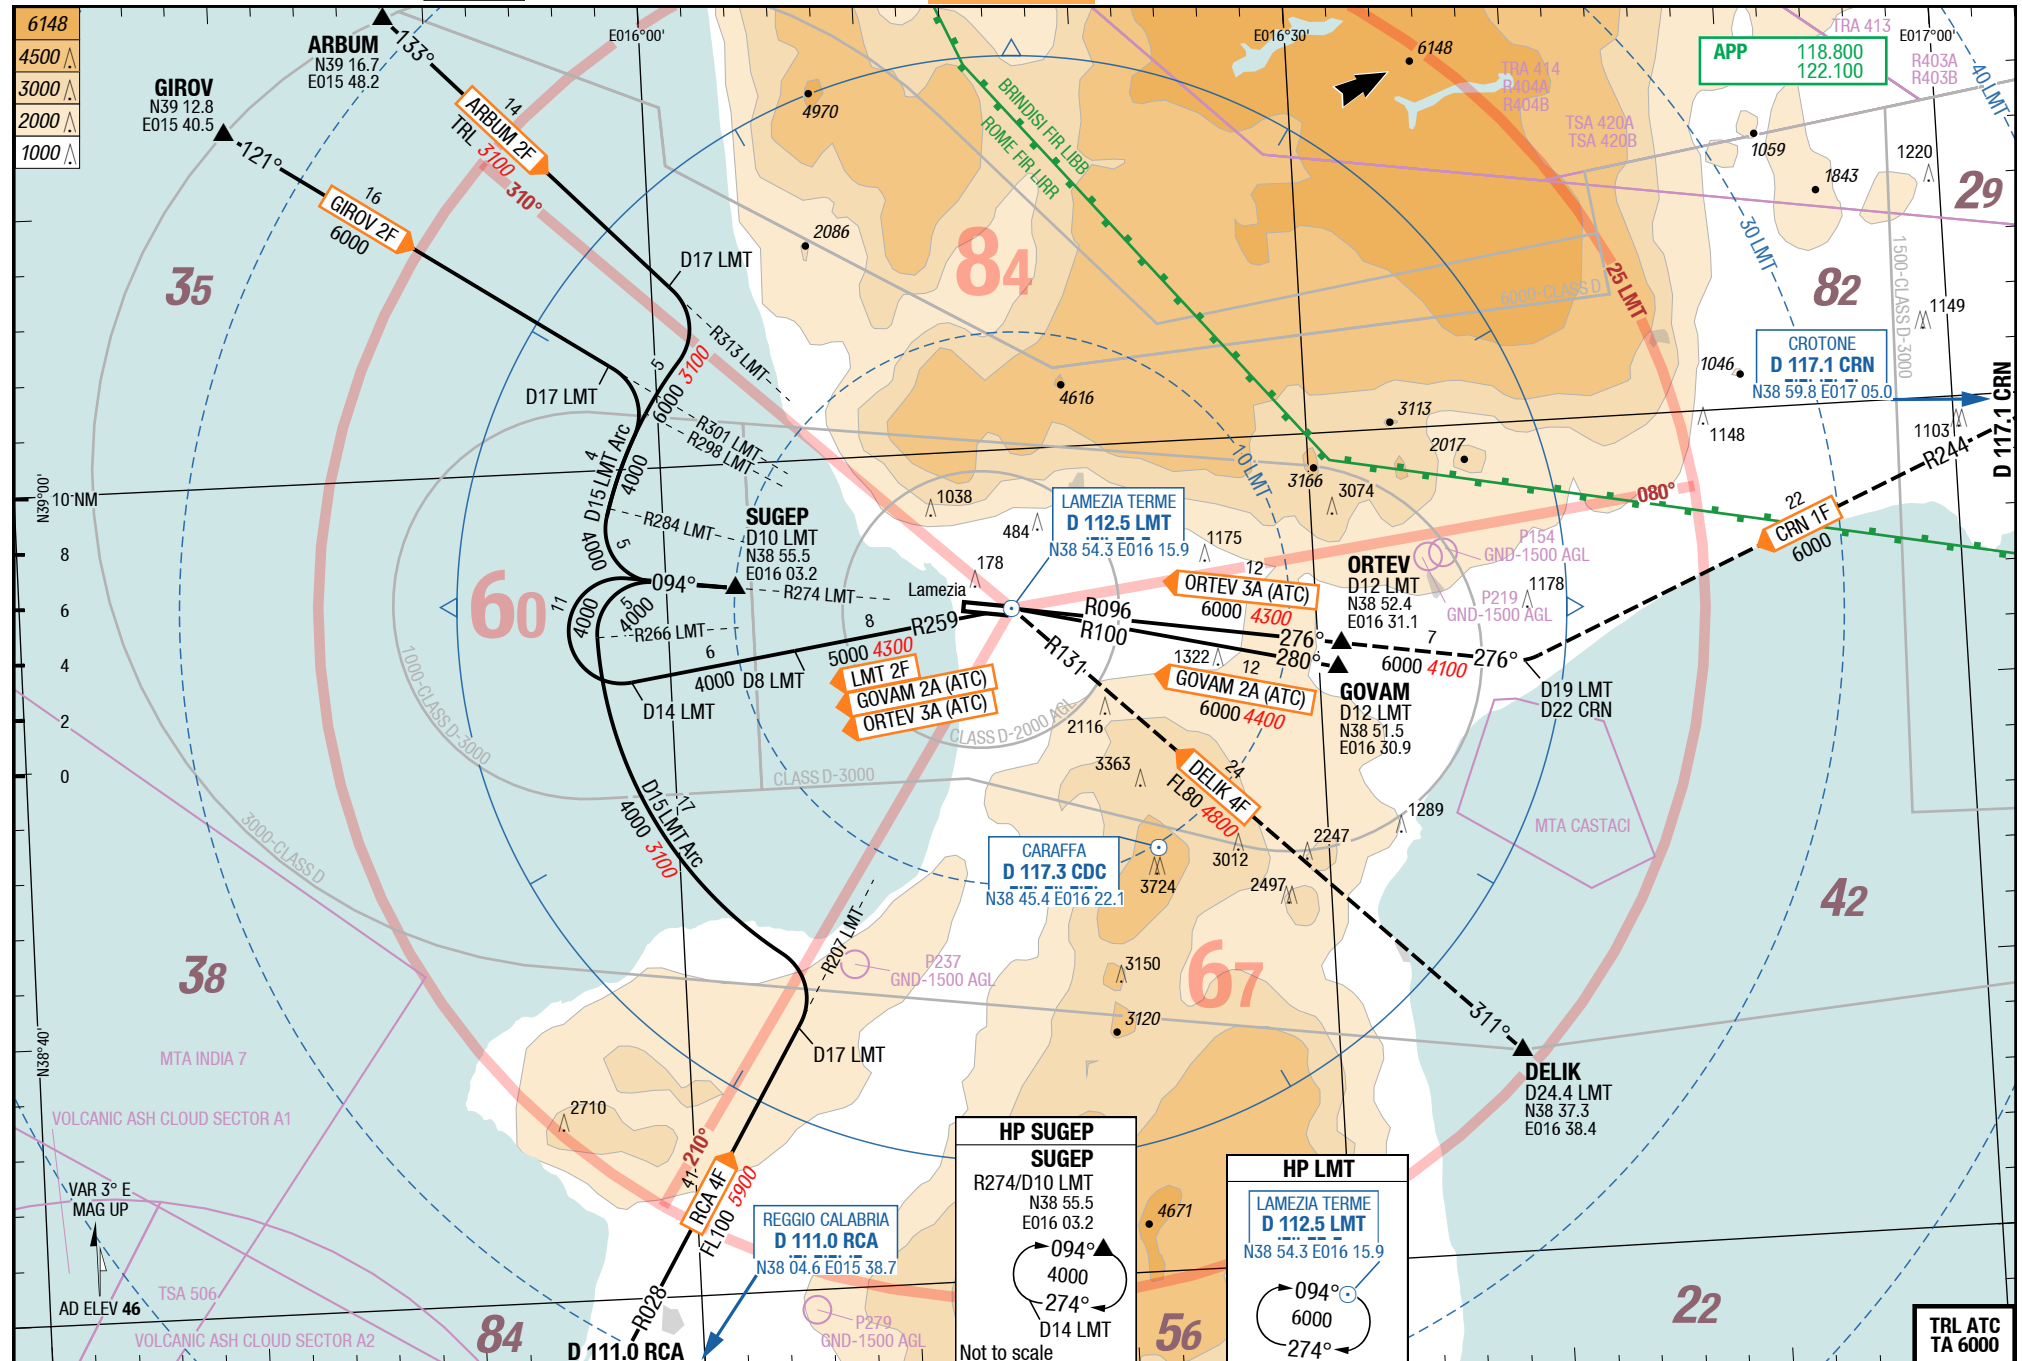 6148
4500
3000
2000
1000
ARBUM
N39 16.7
E015 48.2
GIROV
N39 12.8
E015 40.5
133°
14
ARBUM 2F
TRL 3100
121°
16
GIROV 2F
6000
310°
E016°00'
E016°30'
E017°00'
4970
2086
6148
BRINDISI FIR LIBB
ROME FIR LIRR
TRA 413
R403A
R403B
TRA 414
R404A
R404B
TSA 420A
TSA 420B
APP 118.800
122.100
40 LMT
30 LMT
25 LMT
10 LMT
1059
1843
1220
29
35
84
82
6000-CLASS D
1500-CLASS D-3000
1149
CROTONE
D 117.1 CRN
N38 59.8 E017 05.0
1046
1148
1103
R244
D 117.1 CRN
D17 LMT
R313 LMT
5
6000 3100
D17 LMT
R301 LMT
R298 LMT
4
D15 LMT Arc
4000
R284 LMT
5
4000
4616
3113
2017
3166
3074
1038
484
178
1175
080°
22
CRN 1F
6000
N39°00'
10 NM
8
6
4
2
0
SUGEP
D10 LMT
N38 55.5
E016 03.2
094°
R274 LMT
R266 LMT
5
4000
11
4000
60
LAMEZIA TERME
D 112.5 LMT
N38 54.3 E016 15.9
Lamezia
8
R259
5000 4300
6
4000
D8 LMT
D14 LMT
LMT 2F
GOVAM 2A (ATC)
ORTEV 3A (ATC)
R096
R100
R131
12
ORTEV 3A (ATC)
6000 4300
276°
280°
1322
12
GOVAM 2A (ATC)
6000 4400
ORTEV
D12 LMT
N38 52.4
E016 31.1
GOVAM
D12 LMT
N38 51.5
E016 30.9
P154
GND-1500 AGL
P219
GND-1500 AGL
1178
7
6000 4100
276°
D19 LMT
D22 CRN
1000-CLASS D-3000
CLASS D-3000
CLASS D-2000 AGL
3000-CLASS D
2116
3363
24
DELIK 4F
FL80 4800
CARAFFA
D 117.3 CDC
N38 45.4 E016 22.1
3724
3012
2247
2497
1289
MTA CASTACI
42
17
D15 LMT Arc
4000 3100
R207 LMT
P237
GND-1500 AGL
3150
3120
67
38
311°
DELIK
D24.4 LMT
N38 37.3
E016 38.4
D17 LMT
N38°40'
MTA INDIA 7
VOLCANIC ASH CLOUD SECTOR A1
2710
210°
41
RCA 4F
FL100 5900
REGGIO CALABRIA
D 111.0 RCA
N38 04.6 E015 38.7
R028
D 111.0 RCA
VAR 3° E
MAG UP
AD ELEV 46
TSA 506
VOLCANIC ASH CLOUD SECTOR A2
84
P279
GND-1500 AGL
HP SUGEP
SUGEP
R274/D10 LMT
N38 55.5
E016 03.2
094°
4000
274°
D14 LMT
Not to scale
4671
56
HP LMT
LAMEZIA TERME
D 112.5 LMT
N38 54.3 E016 15.9
094°
6000
274°
22
TRL ATC
TA 6000